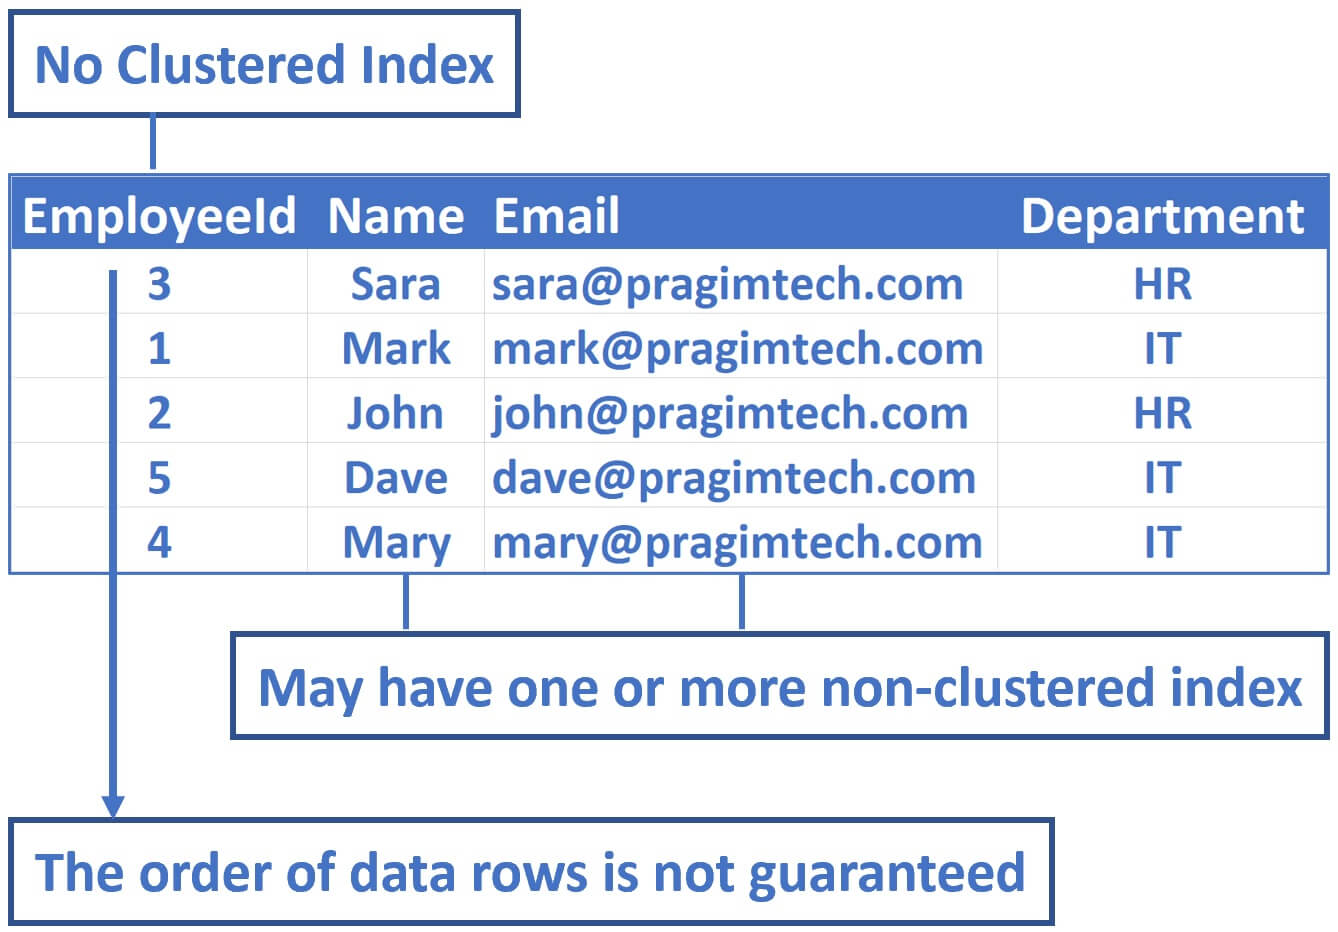 No Clustered Index
EmployeeId Name Email Department
3 Sara sara@pragimtech.com HR
1 Mark mark@pragimtech.com IT
2 John john@pragimtech.com HR
5 Dave dave@pragimtech.com IT
4 Mary mary@pragimtech.com IT
May have one or more non-clustered index
The order of data rows is not guaranteed